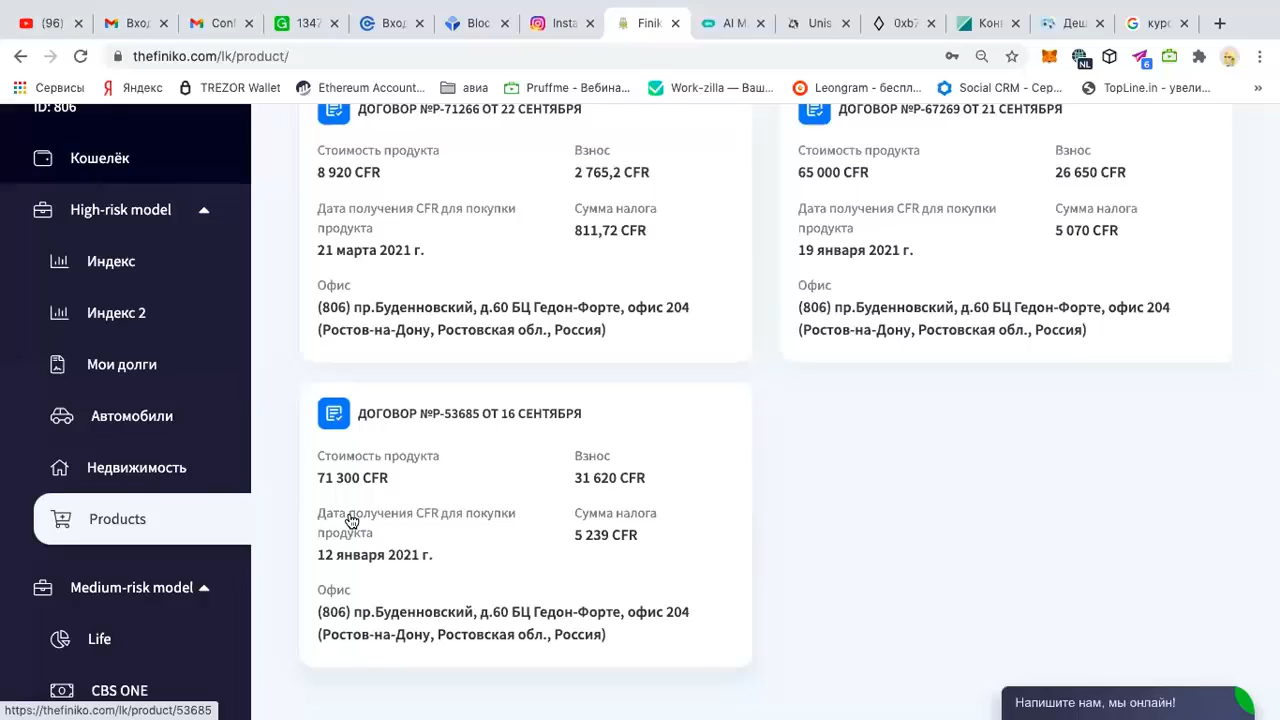 (96)
Вход
Conf
1347
Вход
Bloc
Insta
Finik
AI M
Unis
0xb7
Кон
Деш
курс
thefiniko.com/lk/product/
NL
6
Сервисы
Яндекс
TREZOR Wallet
Ethereum Account...
авиа
Pruffme - Вебина...
Work-zilla — Ваш...
Leongram - беспл...
Social CRM - Сер...
TopLine.in - увели...
»
ID: 806
Кошелёк
High-risk model
Индекс
Индекс 2
Мои долги
Автомобили
Недвижимость
Products
Medium-risk model
Life
CBS ONE
ДОГОВОР №P-71266 ОТ 22 СЕНТЯБРЯ
Стоимость продукта
Взнос
8 920 CFR
2 765,2 CFR
Дата получения CFR для покупки
продукта
Сумма налога
811,72 CFR
21 марта 2021 г.
Офис
(806) пр.Буденновский, д.60 БЦ Гедон-Форте, офис 204
(Ростов-на-Дону, Ростовская обл., Россия)
ДОГОВОР №P-67269 ОТ 21 СЕНТЯБРЯ
Стоимость продукта
Взнос
65 000 CFR
26 650 CFR
Дата получения CFR для покупки
продукта
Сумма налога
5 070 CFR
19 января 2021 г.
Офис
(806) пр.Буденновский, д.60 БЦ Гедон-Форте, офис 204
(Ростов-на-Дону, Ростовская обл., Россия)
ДОГОВОР №P-53685 ОТ 16 СЕНТЯБРЯ
Стоимость продукта
Взнос
71 300 CFR
31 620 CFR
Дата получения CFR для покупки
продукта
Сумма налога
5 239 CFR
12 января 2021 г.
Офис
(806) пр.Буденновский, д.60 БЦ Гедон-Форте, офис 204
(Ростов-на-Дону, Ростовская обл., Россия)
https://thefiniko.com/lk/product/53685
Напишите нам, мы онлайн!